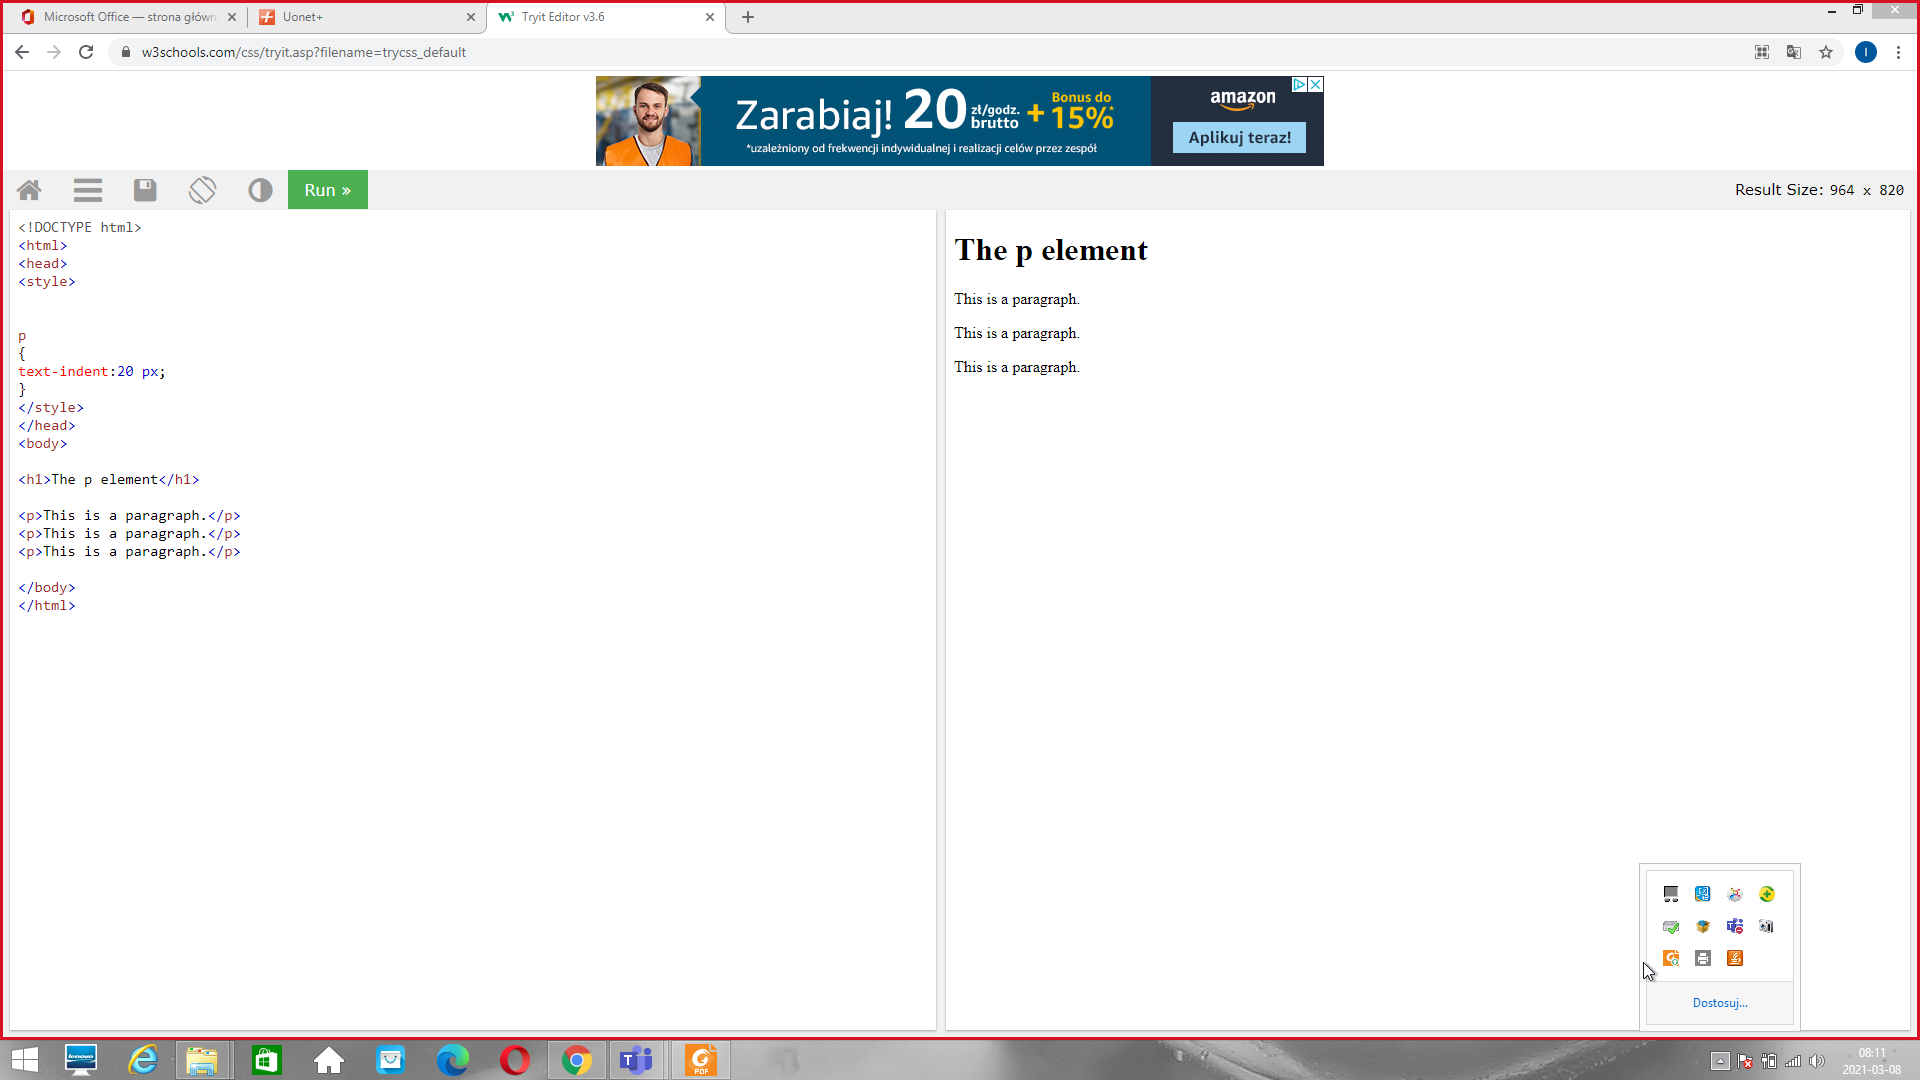 Microsoft Office — strona główn
Uonet+
Tryit Editor v3.6
w3schools.com/css/tryit.asp?filename=trycss_default
I
Zarabiaj! 20 zł/godz. brutto + Bonus do 15%*
*uzależniony od frekwencji indywidualnej i realizacji celów przez zespół
amazon
Aplikuj teraz!
Run »
Result Size: 964 x 820
<!DOCTYPE html>
<html>
<head>
<style>
p
{
text-indent:20 px;
}
</style>
</head>
<body>
<h1>The p element</h1>
<p>This is a paragraph.</p>
<p>This is a paragraph.</p>
<p>This is a paragraph.</p>
</body>
</html>
The p element
This is a paragraph.
This is a paragraph.
This is a paragraph.
Dostosuj...
lenovo
PDF
08:11
2021-03-08